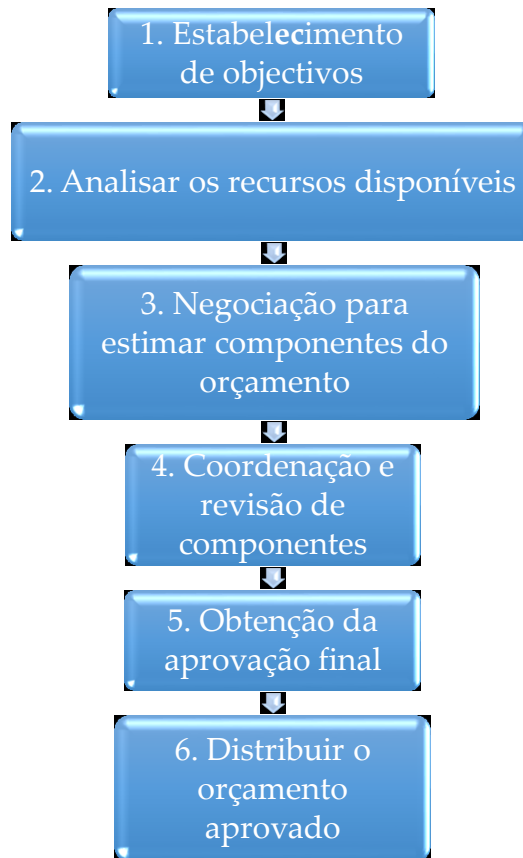 1. Estabelecimento
de objectivos
2. Analisar os recursos disponíveis
3. Negociação para
estimar componentes do
orçamento
4. Coordenação e
revisão de
componentes
5. Obtenção da
aprovação final
6. Distribuir o
orçamento
aprovado